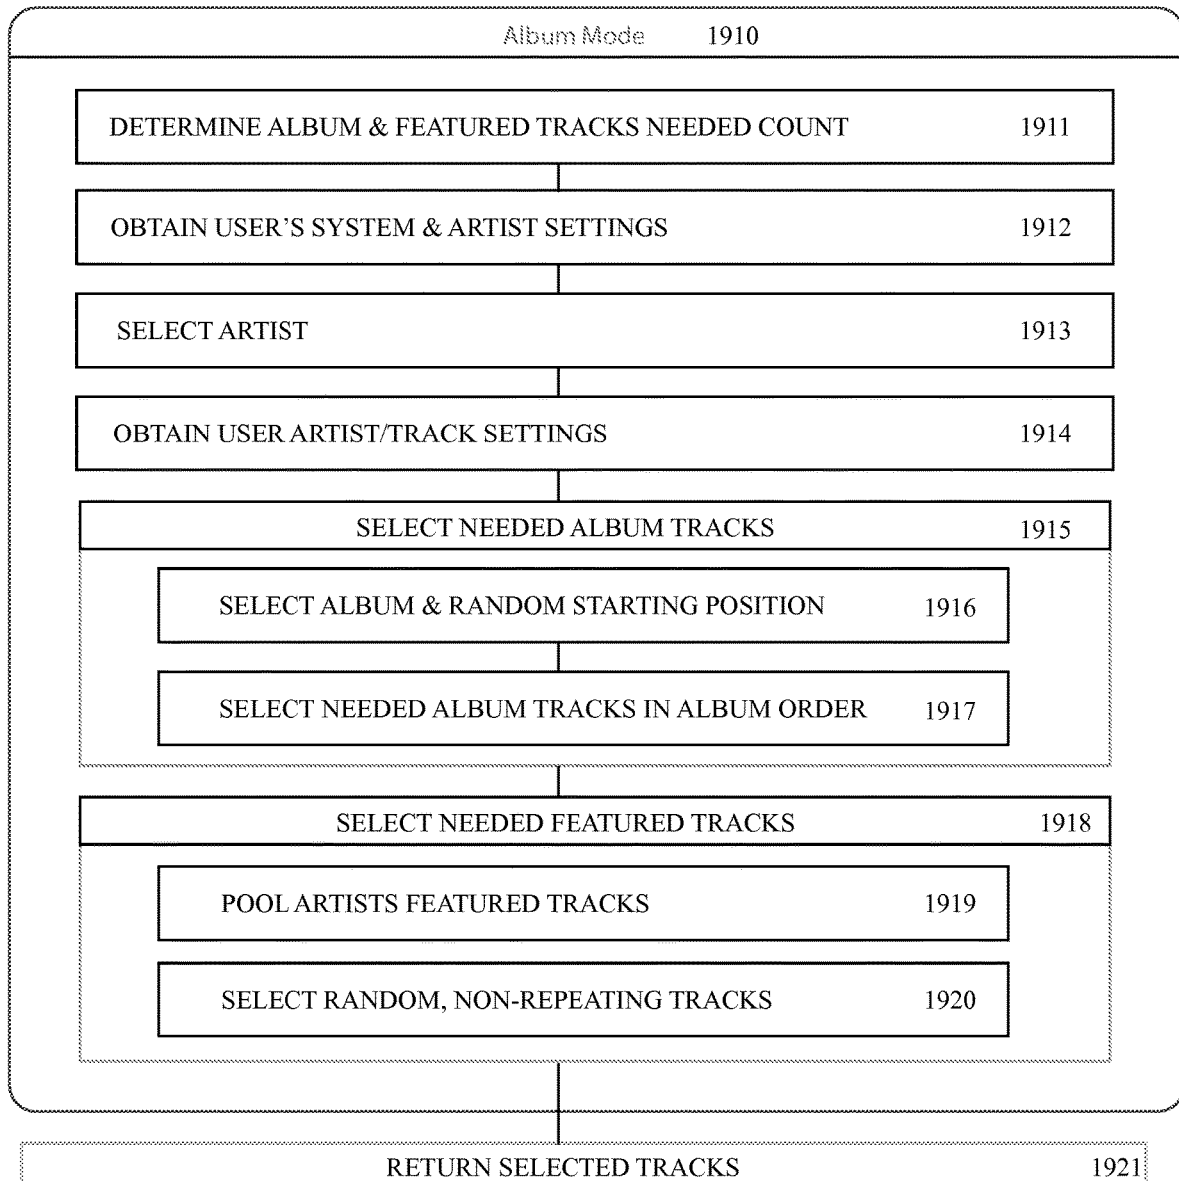 Album Mode 1910
DETERMINE ALBUM & FEATURED TRACKS NEEDED COUNT 1911
OBTAIN USER'S SYSTEM & ARTIST SETTINGS 1912
SELECT ARTIST 1913
OBTAIN USER ARTIST/TRACK SETTINGS 1914
SELECT NEEDED ALBUM TRACKS 1915
SELECT ALBUM & RANDOM STARTING POSITION 1916
SELECT NEEDED ALBUM TRACKS IN ALBUM ORDER 1917
SELECT NEEDED FEATURED TRACKS 1918
POOL ARTISTS FEATURED TRACKS 1919
SELECT RANDOM, NON-REPEATING TRACKS 1920
RETURN SELECTED TRACKS 1921